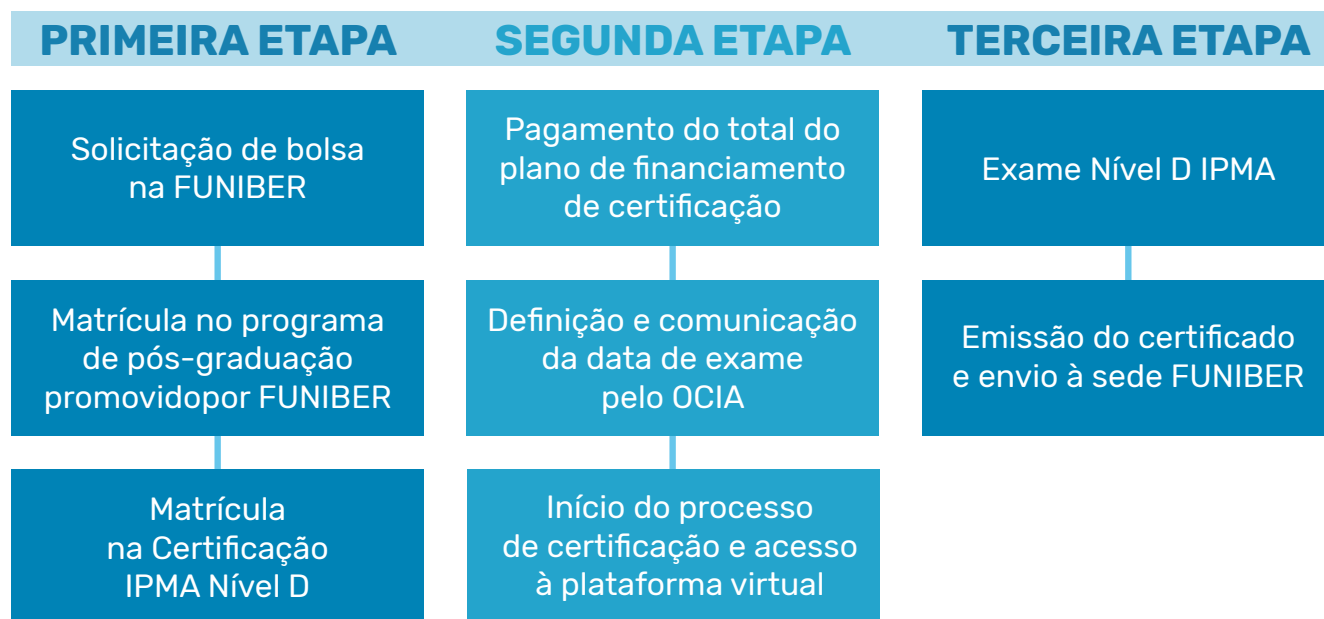 PRIMEIRA ETAPA
Solicitação de bolsa
na FUNIBER
Matrícula no programa
de pós-graduação
promovidopor FUNIBER
Matrícula
na Certificação
IPMA Nível D
SEGUNDA ETAPA
Pagamento do total do
plano de financiamento
de certificação
Definição e comunicação
da data de exame
pelo OCIA
Início do processo
de certificação e acesso
à plataforma virtual
TERCEIRA ETAPA
Exame Nível D IPMA
Emissão do certificado
e envio à sede FUNIBER